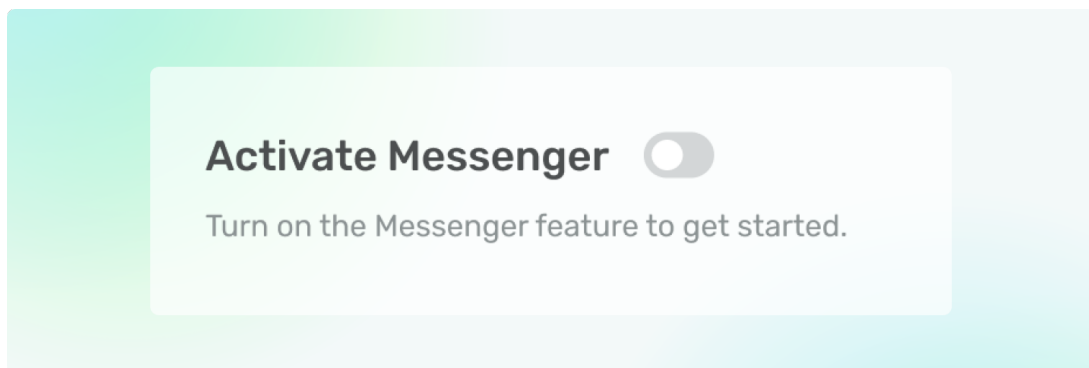 Activate Messenger
Turn on the Messenger feature to get started.